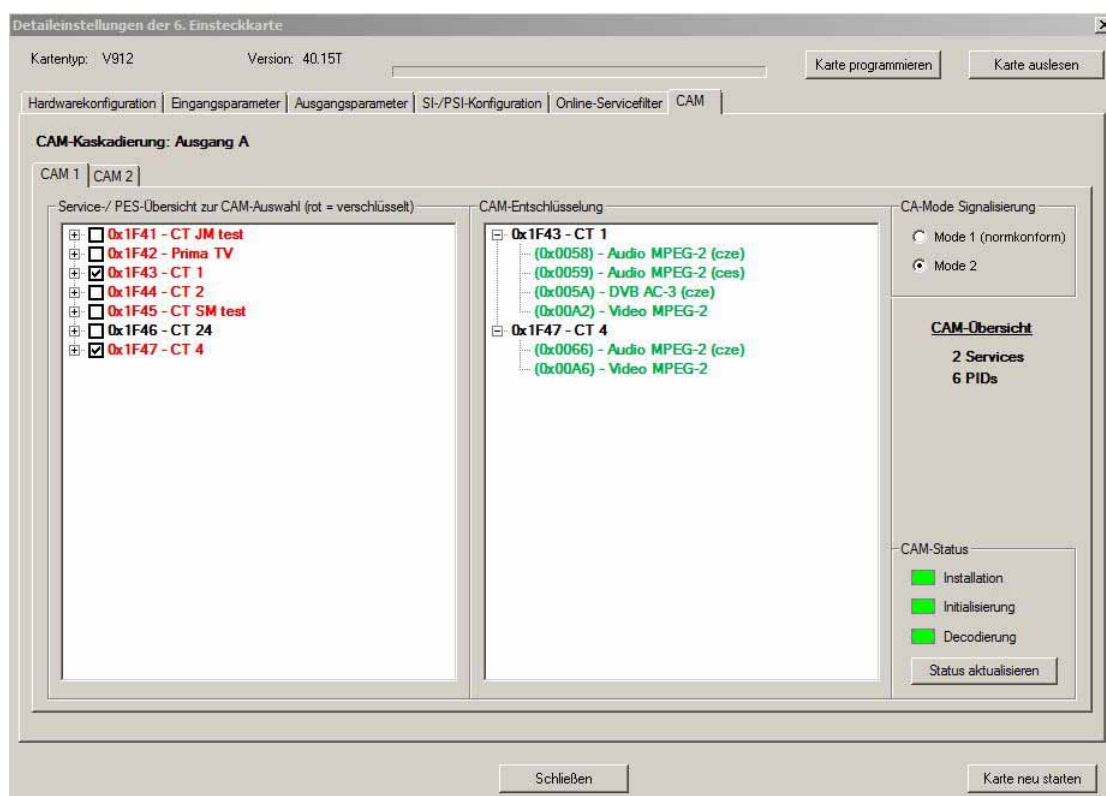 Detaileinstellungen der 6. Einsteckkarte
Kartentyp: V912 Version: 40.15T
Karte programmieren
Karte auslesen
Hardwarekonfiguration Eingangsparameter Ausgangsparameter SI-/PSI-Konfiguration Online-Servicefilter CAM
CAM-Kaskadierung: Ausgang A
CAM 1 CAM 2
Service-/ PES-Übersicht zur CAM-Auswahl (rot = verschlüsselt)
0x1F41 - CT JM test
0x1F42 - Prima TV
0x1F43 - CT 1
0x1F44 - CT 2
0x1F45 - CT SM test
0x1F46 - CT 24
0x1F47 - CT 4
CAM-Entschlüsselung
0x1F43 - CT 1
(0x0058) - Audio MPEG-2 (cze)
(0x0059) - Audio MPEG-2 (ces)
(0x005A) - DVB AC-3 (cze)
(0x00A2) - Video MPEG-2
0x1F47 - CT 4
(0x0066) - Audio MPEG-2 (cze)
(0x00A6) - Video MPEG-2
CA-Mode Signalisierung
Mode 1 (normkonform)
Mode 2
CAM-Übersicht
2 Services
6 PIDs
CAM-Status
Installation
Initialisierung
Decodierung
Status aktualisieren
Schließen
Karte neu starten